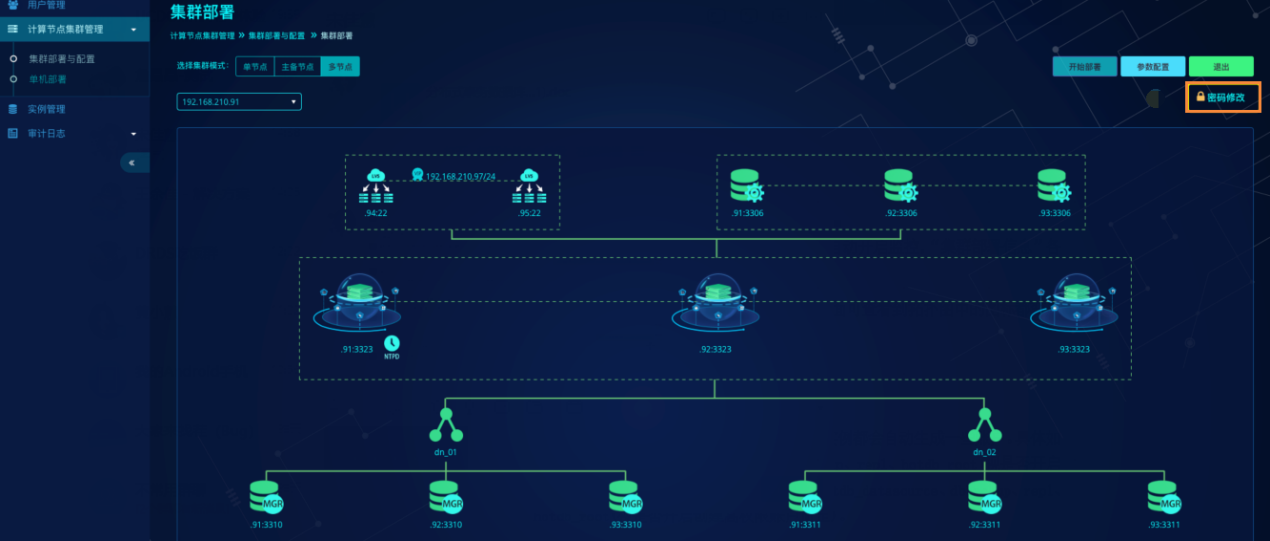 用户管理
计算节点集群管理
集群部署与配置
单机部署
实例管理
审计日志
«
集群部署
计算节点集群管理 » 集群部署与配置 » 集群部署
选择集群模式: 单节点 主备节点 多节点
开始部署 参数配置 退出
192.168.210.91
密码修改
LVS 192.168.210.97/24 LVS
.94:22 .95:22
.91:3306 .92:3306 .93:3306
.91:3323 NTPD .92:3323 .93:3323
dn_01 dn_02
MGR MGR MGR MGR MGR MGR
.91:3310 .92:3310 .93:3310 .91:3311 .92:3311 .93:3311